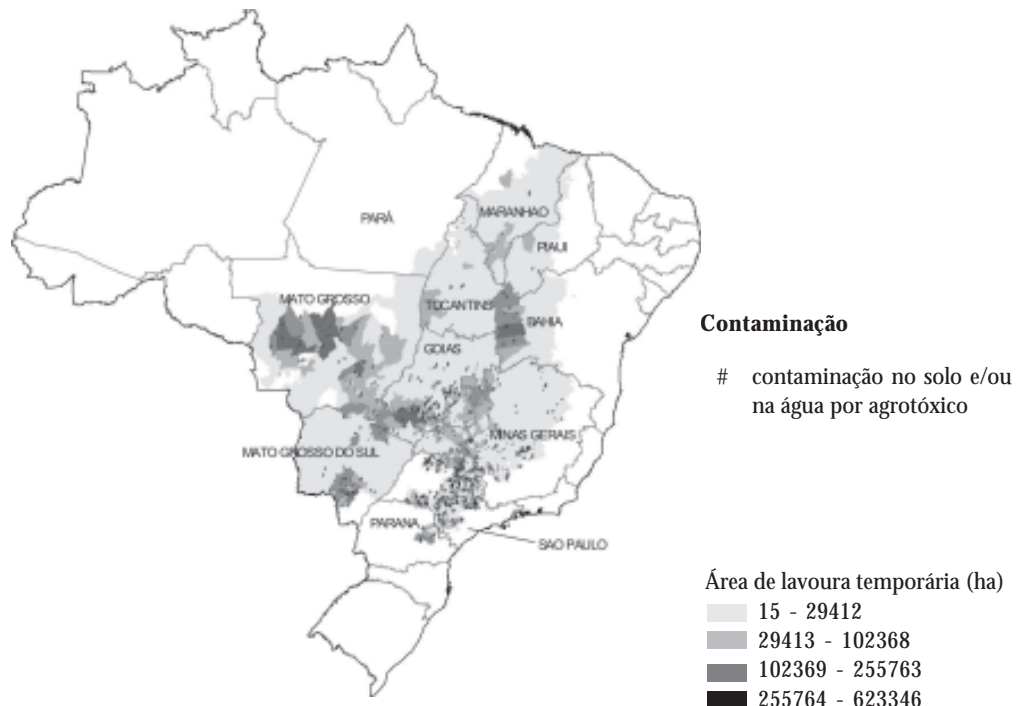 PARÁ
MARANHAO
PIAUI
MATO GROSSO
TOCANTINS
BAHIA
GOIAS
MINAS GERAIS
MATO GROSSO DO SUL
PARANA
SAO PAULO
Contaminação
# contaminação no solo e/ou
na água por agrotóxico
Área de lavoura temporária (ha)
15 - 29412
29413 - 102368
102369 - 255763
255764 - 623346